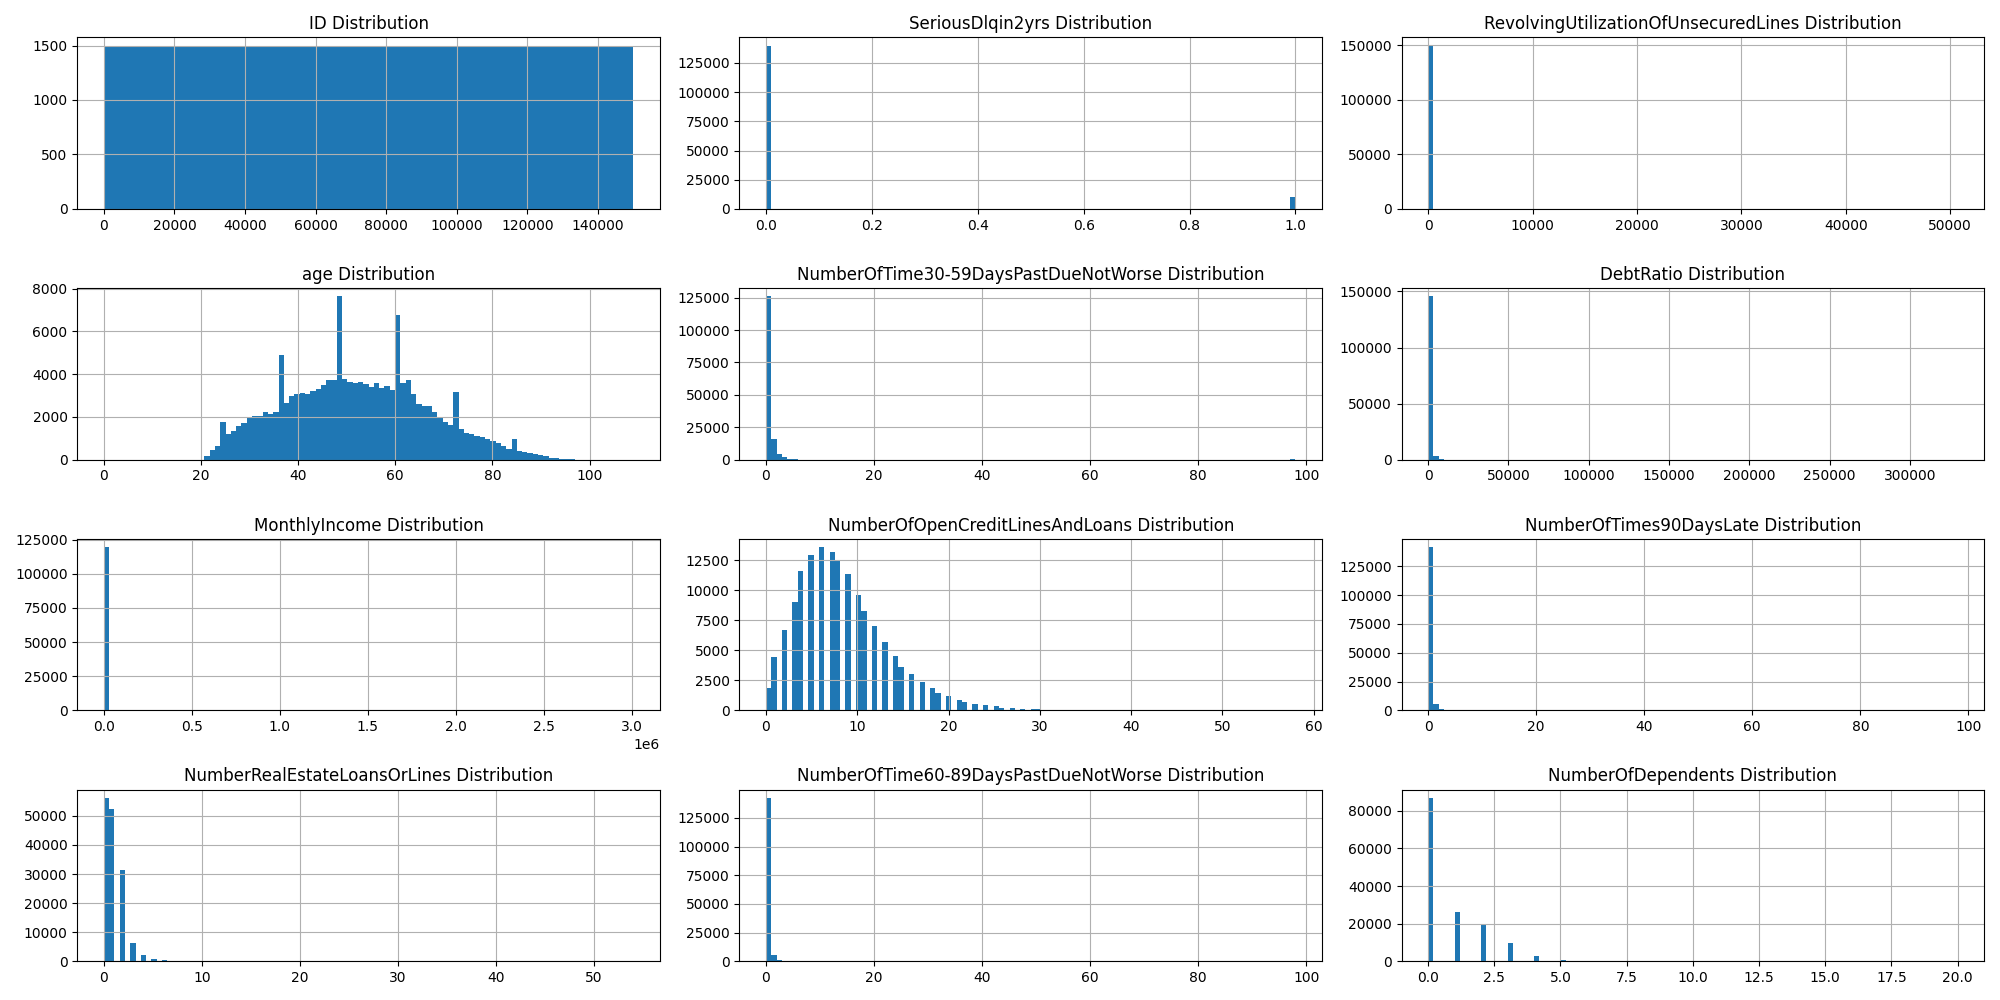 ID Distribution
1500
1000
500
0
0 20000 40000 60000 80000 100000 120000 140000
SeriousDlqin2yrs Distribution
125000
100000
75000
50000
25000
0
0.0 0.2 0.4 0.6 0.8 1.0
RevolvingUtilizationOfUnsecuredLines Distribution
150000
100000
50000
0
0 10000 20000 30000 40000 50000
age Distribution
8000
6000
4000
2000
0
0 20 40 60 80 100
NumberOfTime30-59DaysPastDueNotWorse Distribution
125000
100000
75000
50000
25000
0
0 20 40 60 80 100
DebtRatio Distribution
150000
100000
50000
0
0 50000 100000 150000 200000 250000 300000
MonthlyIncome Distribution
125000
100000
75000
50000
25000
0
0.0 0.5 1.0 1.5 2.0 2.5 3.0
1e6
NumberOfOpenCreditLinesAndLoans Distribution
12500
10000
7500
5000
2500
0
0 10 20 30 40 50 60
NumberOfTimes90DaysLate Distribution
125000
100000
75000
50000
25000
0
0 20 40 60 80 100
NumberRealEstateLoansOrLines Distribution
50000
40000
30000
20000
10000
0
0 10 20 30 40 50
NumberOfTime60-89DaysPastDueNotWorse Distribution
125000
100000
75000
50000
25000
0
0 20 40 60 80 100
NumberOfDependents Distribution
80000
60000
40000
20000
0
0.0 2.5 5.0 7.5 10.0 12.5 15.0 17.5 20.0